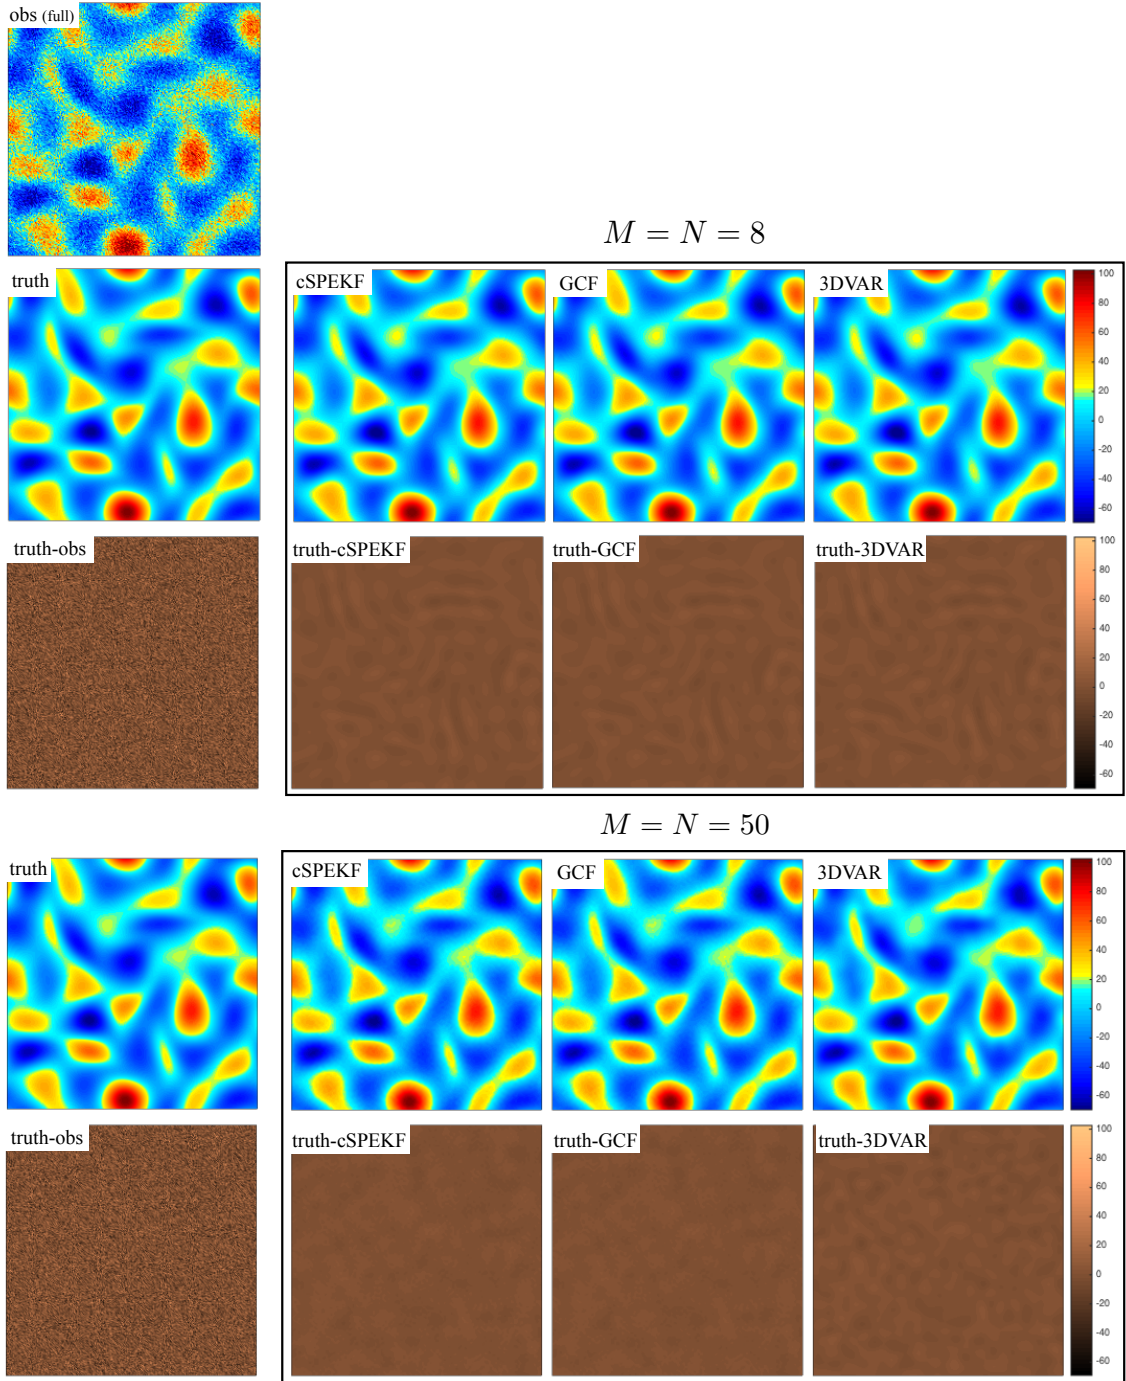 obs (full)
M = N = 8
truth
cSPEKF
GCF
3DVAR
100
80
60
40
20
0
-20
-40
-60
truth-obs
truth-cSPEKF
truth-GCF
truth-3DVAR
100
80
60
40
20
0
-20
-40
-60
M = N = 50
truth
cSPEKF
GCF
3DVAR
100
80
60
40
20
0
-20
-40
-60
truth-obs
truth-cSPEKF
truth-GCF
truth-3DVAR
100
80
60
40
20
0
-20
-40
-60